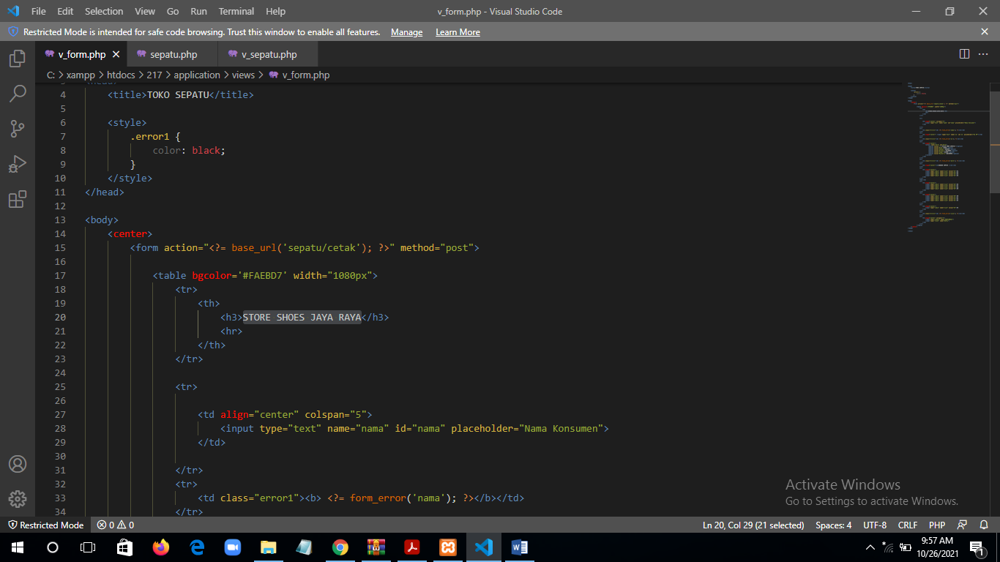 File Edit Selection View Go Run Terminal Help v_form.php - Visual Studio Code
Restricted Mode is intended for safe code browsing. Trust this window to enable all features. Manage Learn More
v_form.php sepatu.php v_sepatu.php
C: > xampp > htdocs > 217 > application > views > v_form.php
4 <title>TOKO SEPATU</title>
5
6 <style>
7 .error1 {
8 color: black;
9 }
10 </style>
11 </head>
12
13 <body>
14 <center>
15 <form action="<?= base_url('sepatu/cetak'); ?>" method="post">
16
17 <table bgcolor='#FAEBD7' width="1080px">
18 <tr>
19 <th>
20 <h3>STORE SHOES JAYA RAYA</h3>
21 <hr>
22 </th>
23 </tr>
24
25 <tr>
26
27 <td align="center" colspan="5">
28 <input type="text" name="nama" id="nama" placeholder="Nama Konsumen">
29 </td>
30
31 </tr>
32 <tr>
33 <td class="error1"><b> <?= form_error('nama'); ?></b></td>
34 </tr>
Activate Windows
Go to Settings to activate Windows.
Restricted Mode 0 0 Ln 20, Col 29 (21 selected) Spaces: 4 UTF-8 CRLF PHP
9:57 AM
10/26/2021
1